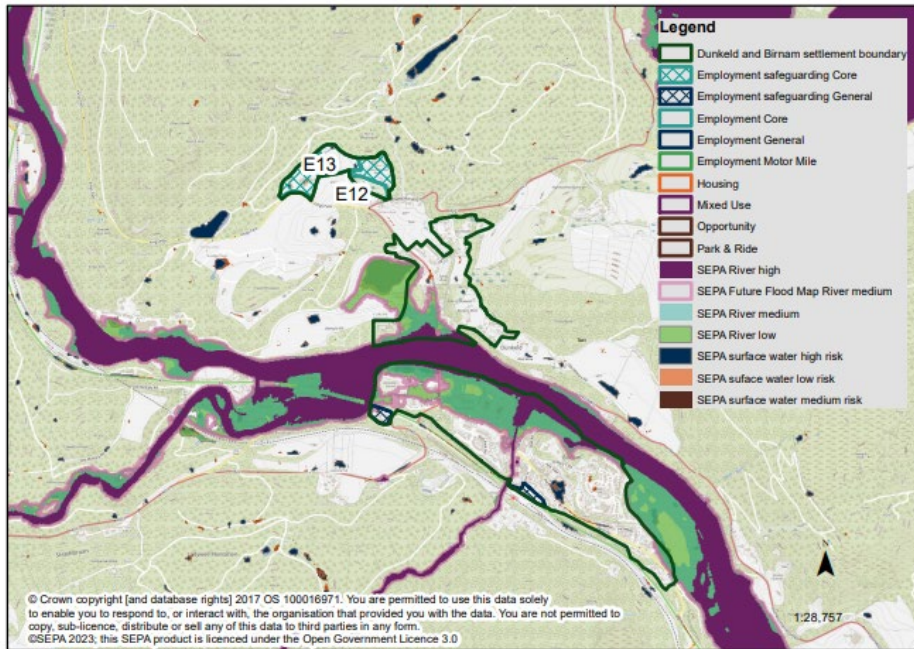 Legend
Dunkeld and Birnam settlement boundary
Employment safeguarding Core
Employment safeguarding General
Employment Core
Employment General
Employment Motor Mile
Housing
Mixed Use
Opportunity
Park & Ride
SEPA River high
SEPA Future Flood Map River medium
SEPA River medium
SEPA River low
SEPA surface water high risk
SEPA suface water low risk
SEPA surface water medium risk
E13
E12
N
1:28,757
© Crown copyright [and database rights] 2017 OS 100016971. You are permitted to use this data solely
to enable you to respond to, or interact with, the organisation that provided you with the data. You are not permitted to
copy, sub-licence, distribute or sell any of this data to third parties in any form.
©SEPA 2023; this SEPA product is licenced under the Open Government Licence 3.0